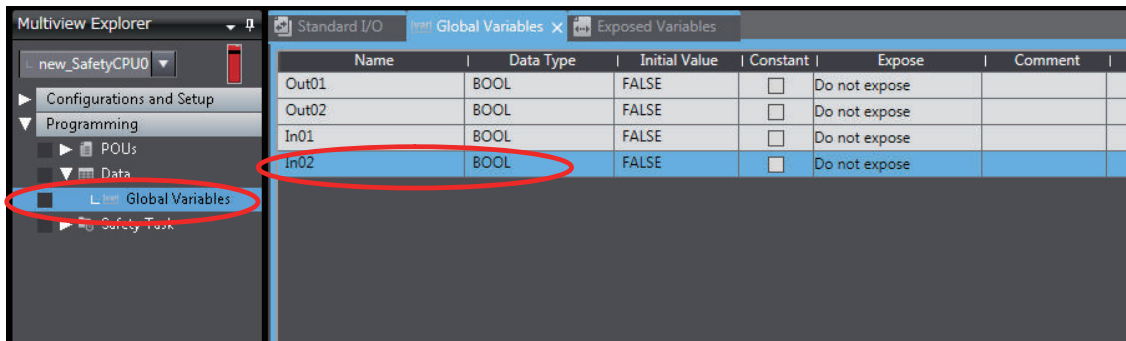 Multiview Explorer
new_SafetyCPU0
Configurations and Setup
Programming
POUs
Data
Global Variables
Safety Task
Standard I/O Global Variables Exposed Variables
Name Data Type Initial Value Constant Expose Comment
Out01 BOOL FALSE Do not expose
Out02 BOOL FALSE Do not expose
In01 BOOL FALSE Do not expose
In02 BOOL FALSE Do not expose